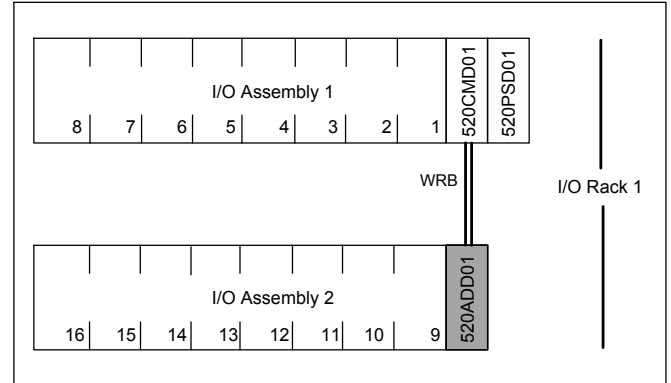 I/O Assembly 1
8 7 6 5 4 3 2 1
520CMD01
520PSD01
WRB
I/O Rack 1
I/O Assembly 2
16 15 14 13 12 11 10 9
520ADD01